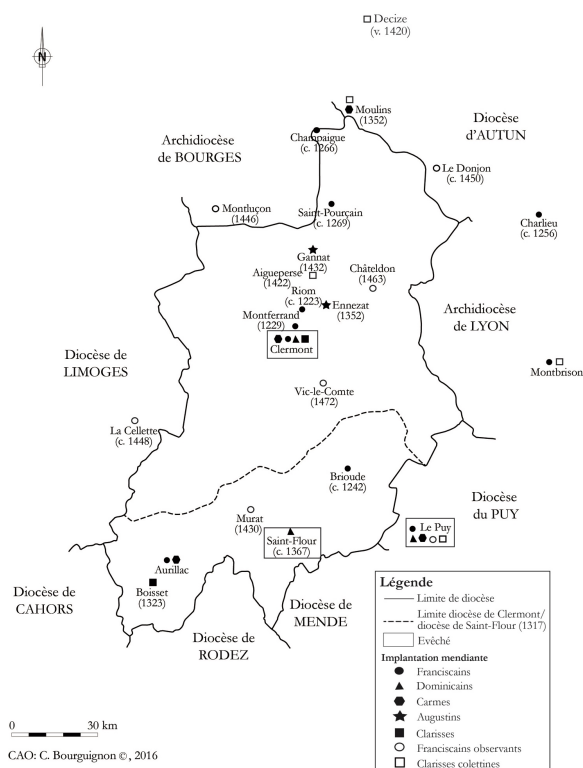 Decize
(v. 1420)
N
Moulins
(1352)
Champaigue
(c. 1266)
Diocèse
d'AUTUN
Archidiocèse
de BOURGES
Le Donjon
(c. 1450)
Montluçon
(1446)
Saint-Pourçain
(c. 1269)
Charlieu
(c. 1256)
Gannat
(1432)
Aigueperse
(1422)
Châteldon
(1463)
Riom
(c. 1223)
Ennezat
(1352)
Montferrand
(1229)
Clermont
Archidiocèse
de LYON
Diocèse de
LIMOGES
Montbrison
Vic-le-Comte
(1472)
La Cellette
(c. 1448)
Brioude
(c. 1242)
Diocèse
du PUY
Murat
(1430)
Saint-Flour
(c. 1367)
Le Puy
Aurillac
Boisset
(1323)
Diocèse de
CAHORS
Diocèse de
MENDE
Diocèse de
RODEZ
Légende
Limite de diocèse
Limite diocèse de Clermont/
diocèse de Saint-Flour (1317)
Evêché
Implantation mendiante
Franciscains
Dominicains
Carmes
Augustins
Clarisses
Franciscains observants
Clarisses colettines
0 30 km
CAO: C. Bourguignon ©, 2016